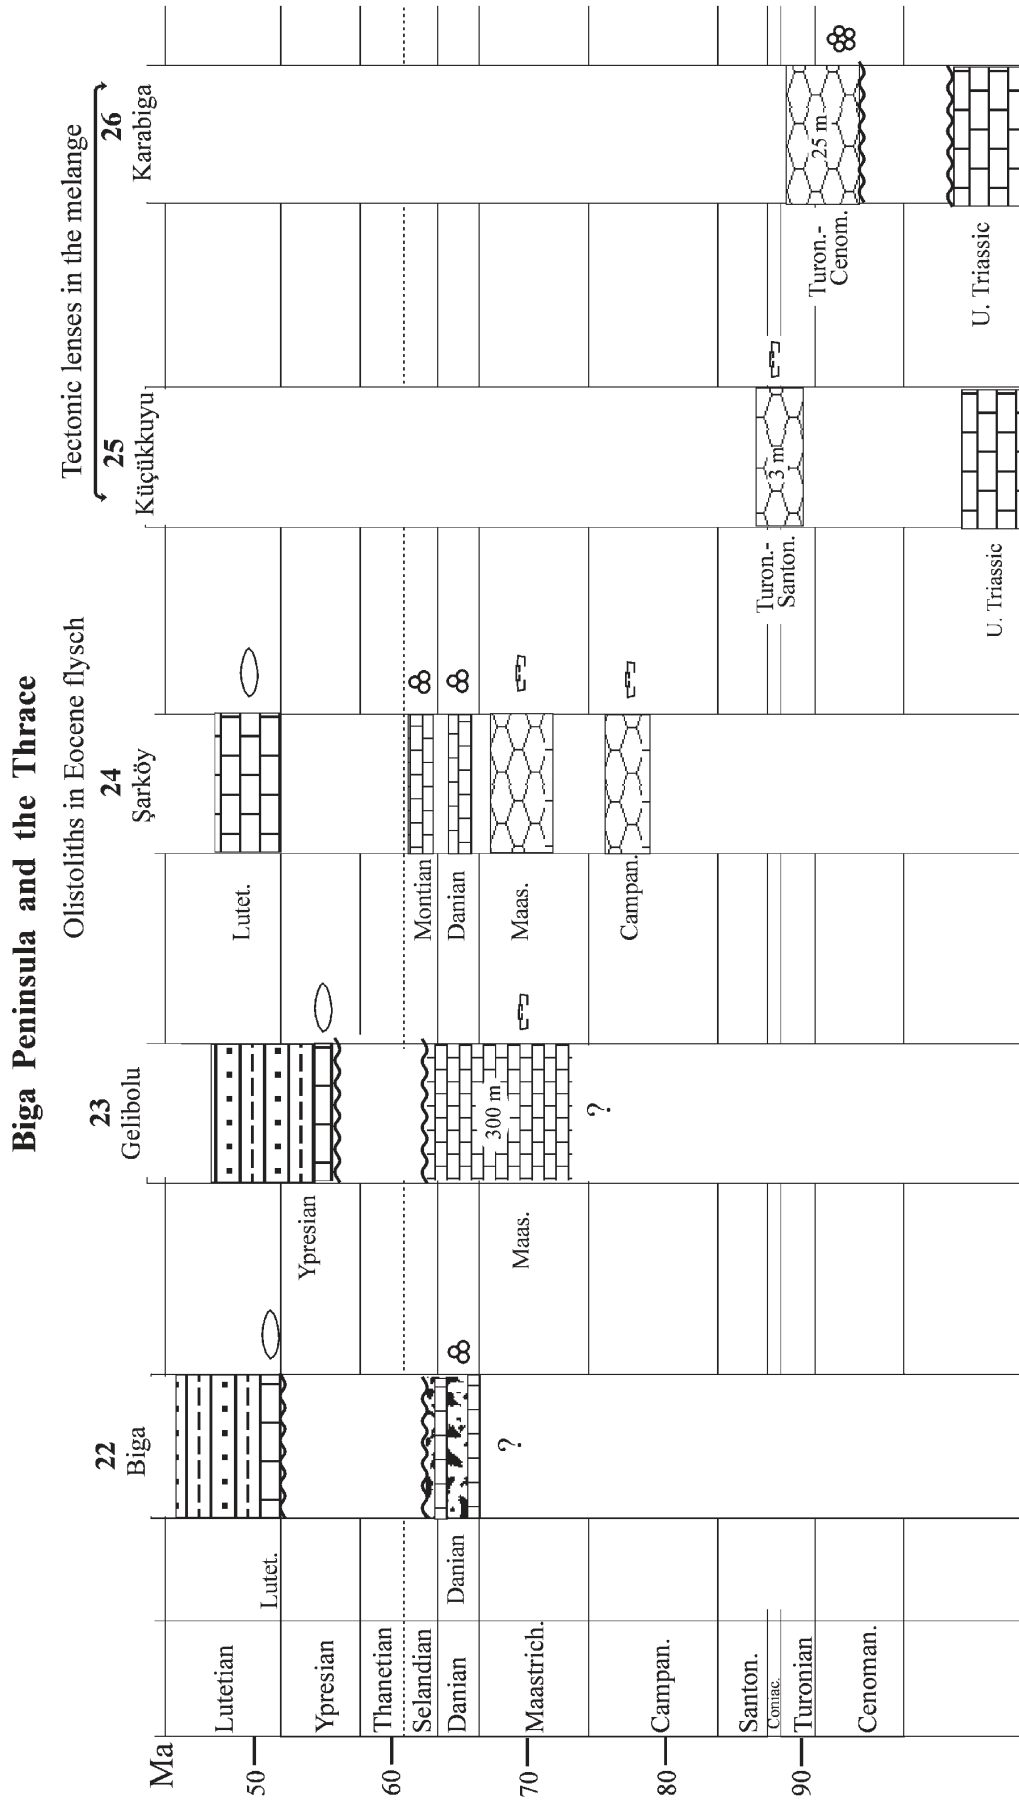 Biga Peninsula and the Thrace
Olistoliths in Eocene flysch
Tectonic lenses in the melange
22
Biga
23
Gelibolu
24
Şarköy
25
Küçükkuyu
26
Karabiga
Ma
50
60
70
80
90
Lutetian
Ypresian
Thanetian
Selandian
Danian
Maastrich.
Campan.
Santon.
Coniac.
Turonian
Cenoman.
Lutet.
Danian
?
Ypresian
Maas.
300 m
?
Lutet.
Montian
Danian
Maas.
Campan.
Turon.-
Santon.
3 m
U. Triassic
Turon.-
Cenom.
25 m
U. Triassic